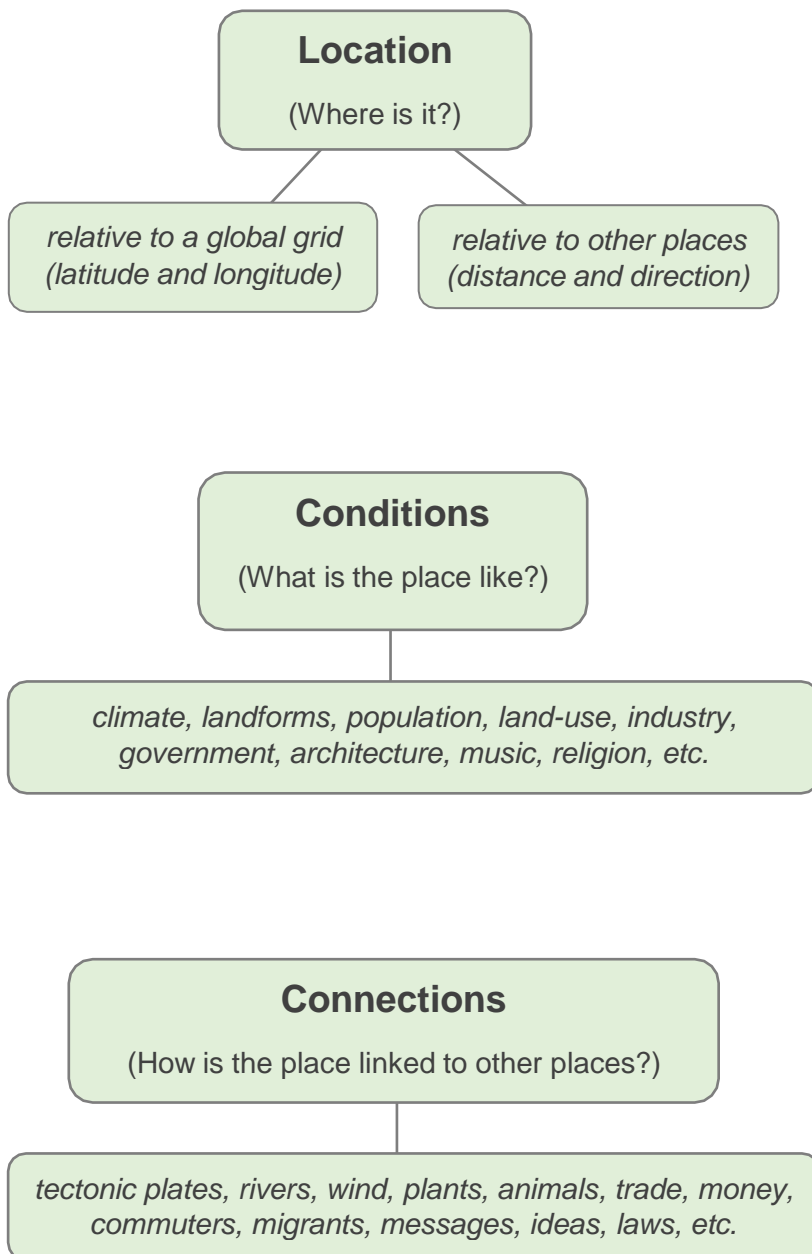 Location
(Where is it?)
relative to a global grid
(latitude and longitude)
relative to other places
(distance and direction)
Conditions
(What is the place like?)
climate, landforms, population, land-use, industry,
government, architecture, music, religion, etc.
Connections
(How is the place linked to other places?)
tectonic plates, rivers, wind, plants, animals, trade, money,
commuters, migrants, messages, ideas, laws, etc.